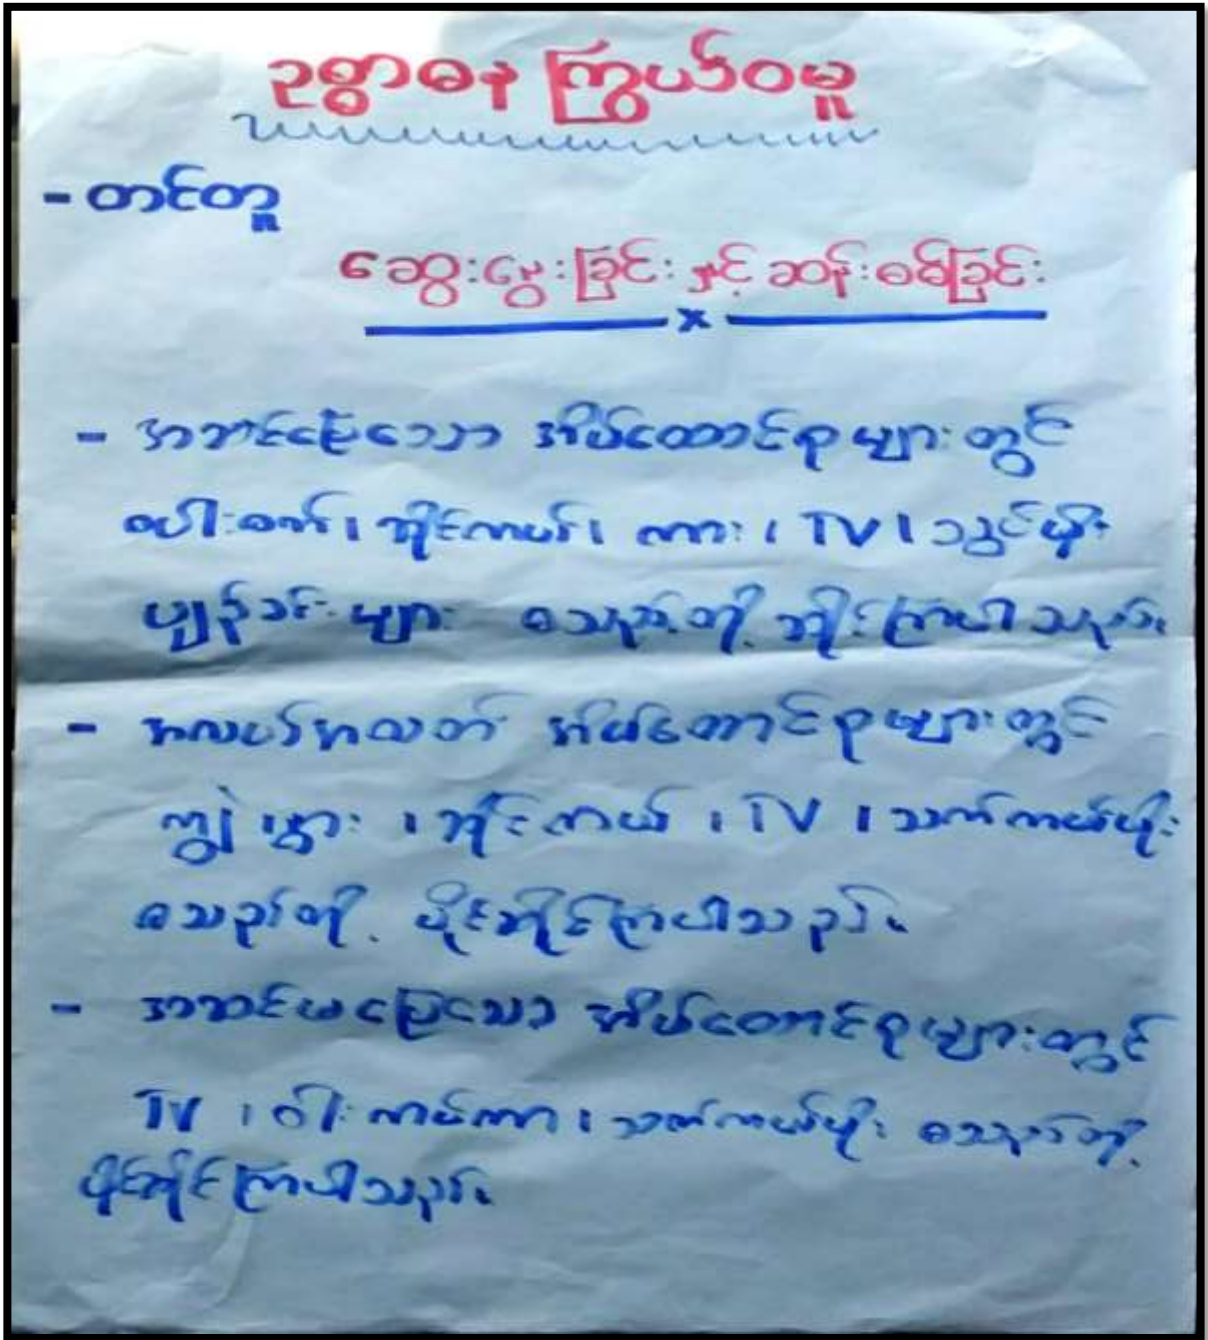 ဥစ္စာဓန ကြွယ်ဝမှု
- တင်တူ
ဆွေးနွေးခြင်း နှင့် ဆန်းစစ်ခြင်း
x
- အဆင်ပြေသော အိမ်ထောင်စုများတွင်
စပါးစက်၊ ဆိုင်ကယ်၊ ကား၊ TV ၊ သွင်မိုး
ပျဉ်ခင်းများ စသည်တို့ ကြပါသည်။
- အလယ်အလတ် အိမ်ထောင်စုများတွင်
ကျွဲ၊ နွား ၊ ဆိုင်ကယ် ၊ TV ၊ သက်ကယ်မိုး
စသည်တို့ ပိုင်ဆိုင်ကြပါသည်။
- အဆင်မပြေသော အိမ်ထောင်စုများတွင်
TV ၊ ဝါးကပ်ကာ ၊ သက်ကယ်မိုး စသည်တို့
ပိုင်ဆိုင်ကြပါသည်။